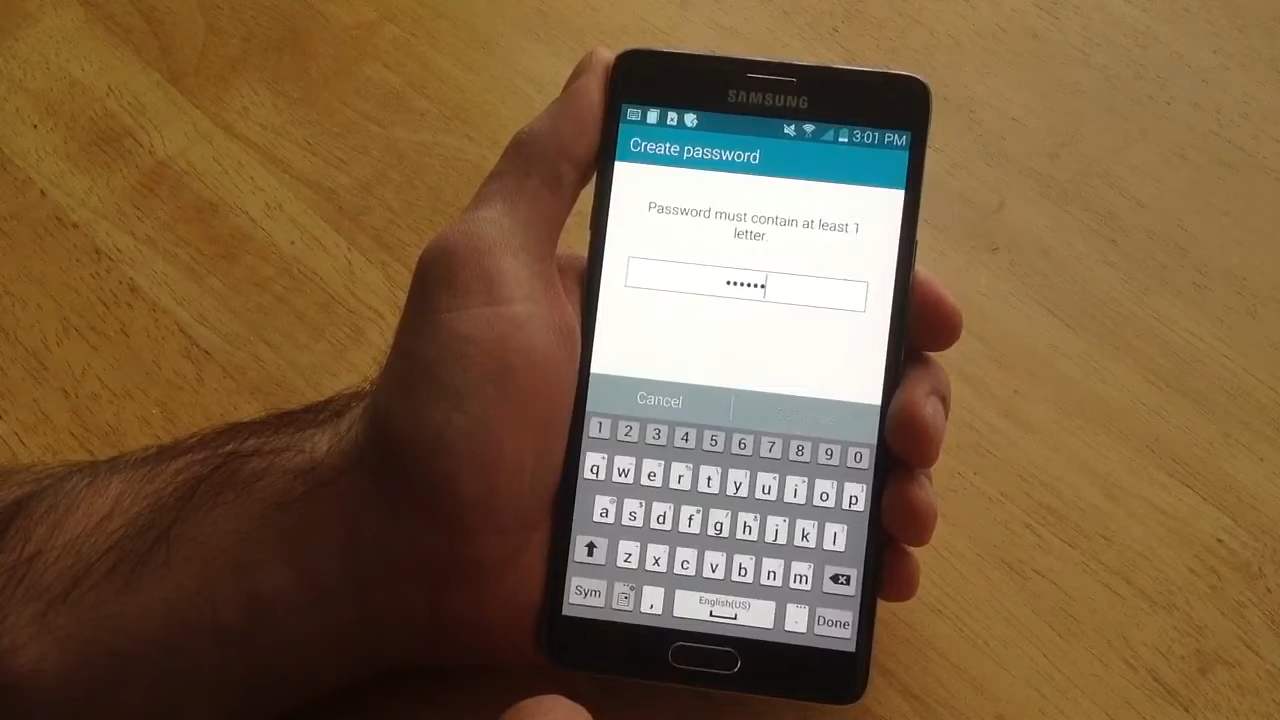 SAMSUNG
3:01 PM
Create password
Password must contain at least 1
letter.
••••••
Cancel
1 2 3 4 5 6 7 8 9 0
q w e r t y u i o p
a s d f g h j k l
z x c v b n m
Sym , English(US) . Done